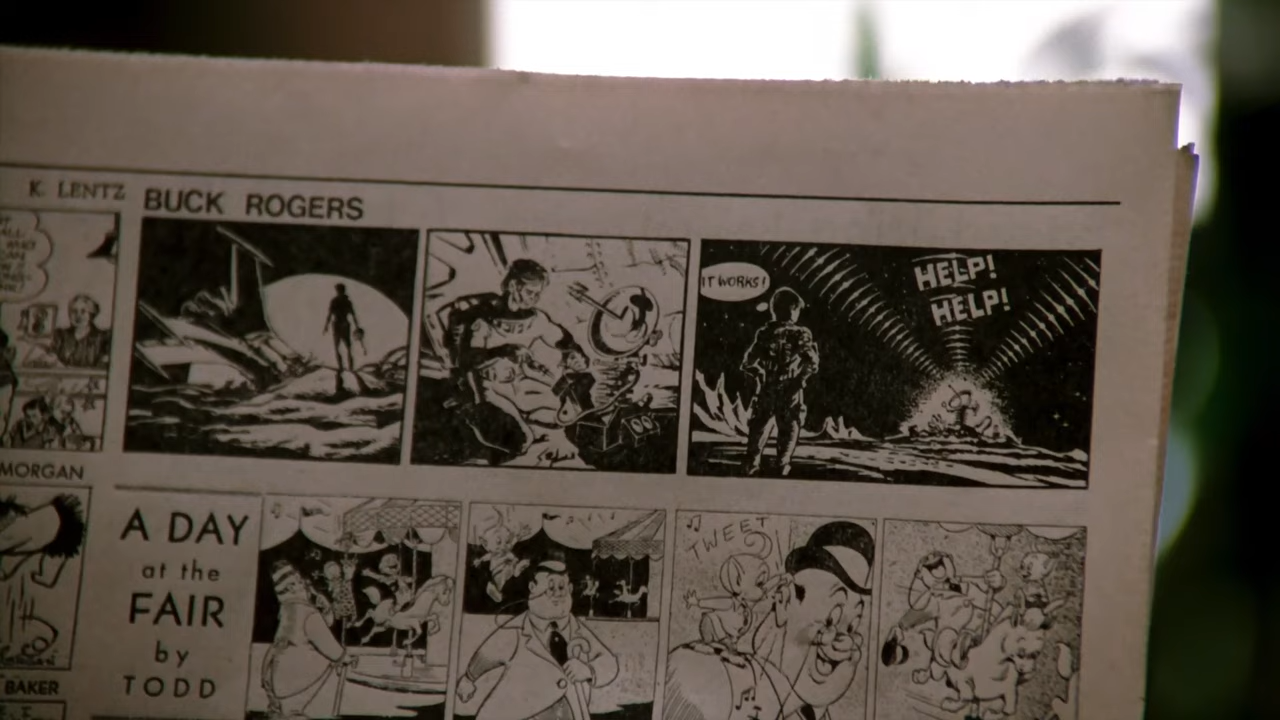 K. LENTZ
BUCK ROGERS
IT WORKS!
HELP!
HELP!
MORGAN
A DAY
at the
FAIR
by
TODD
TWEET
BAKER